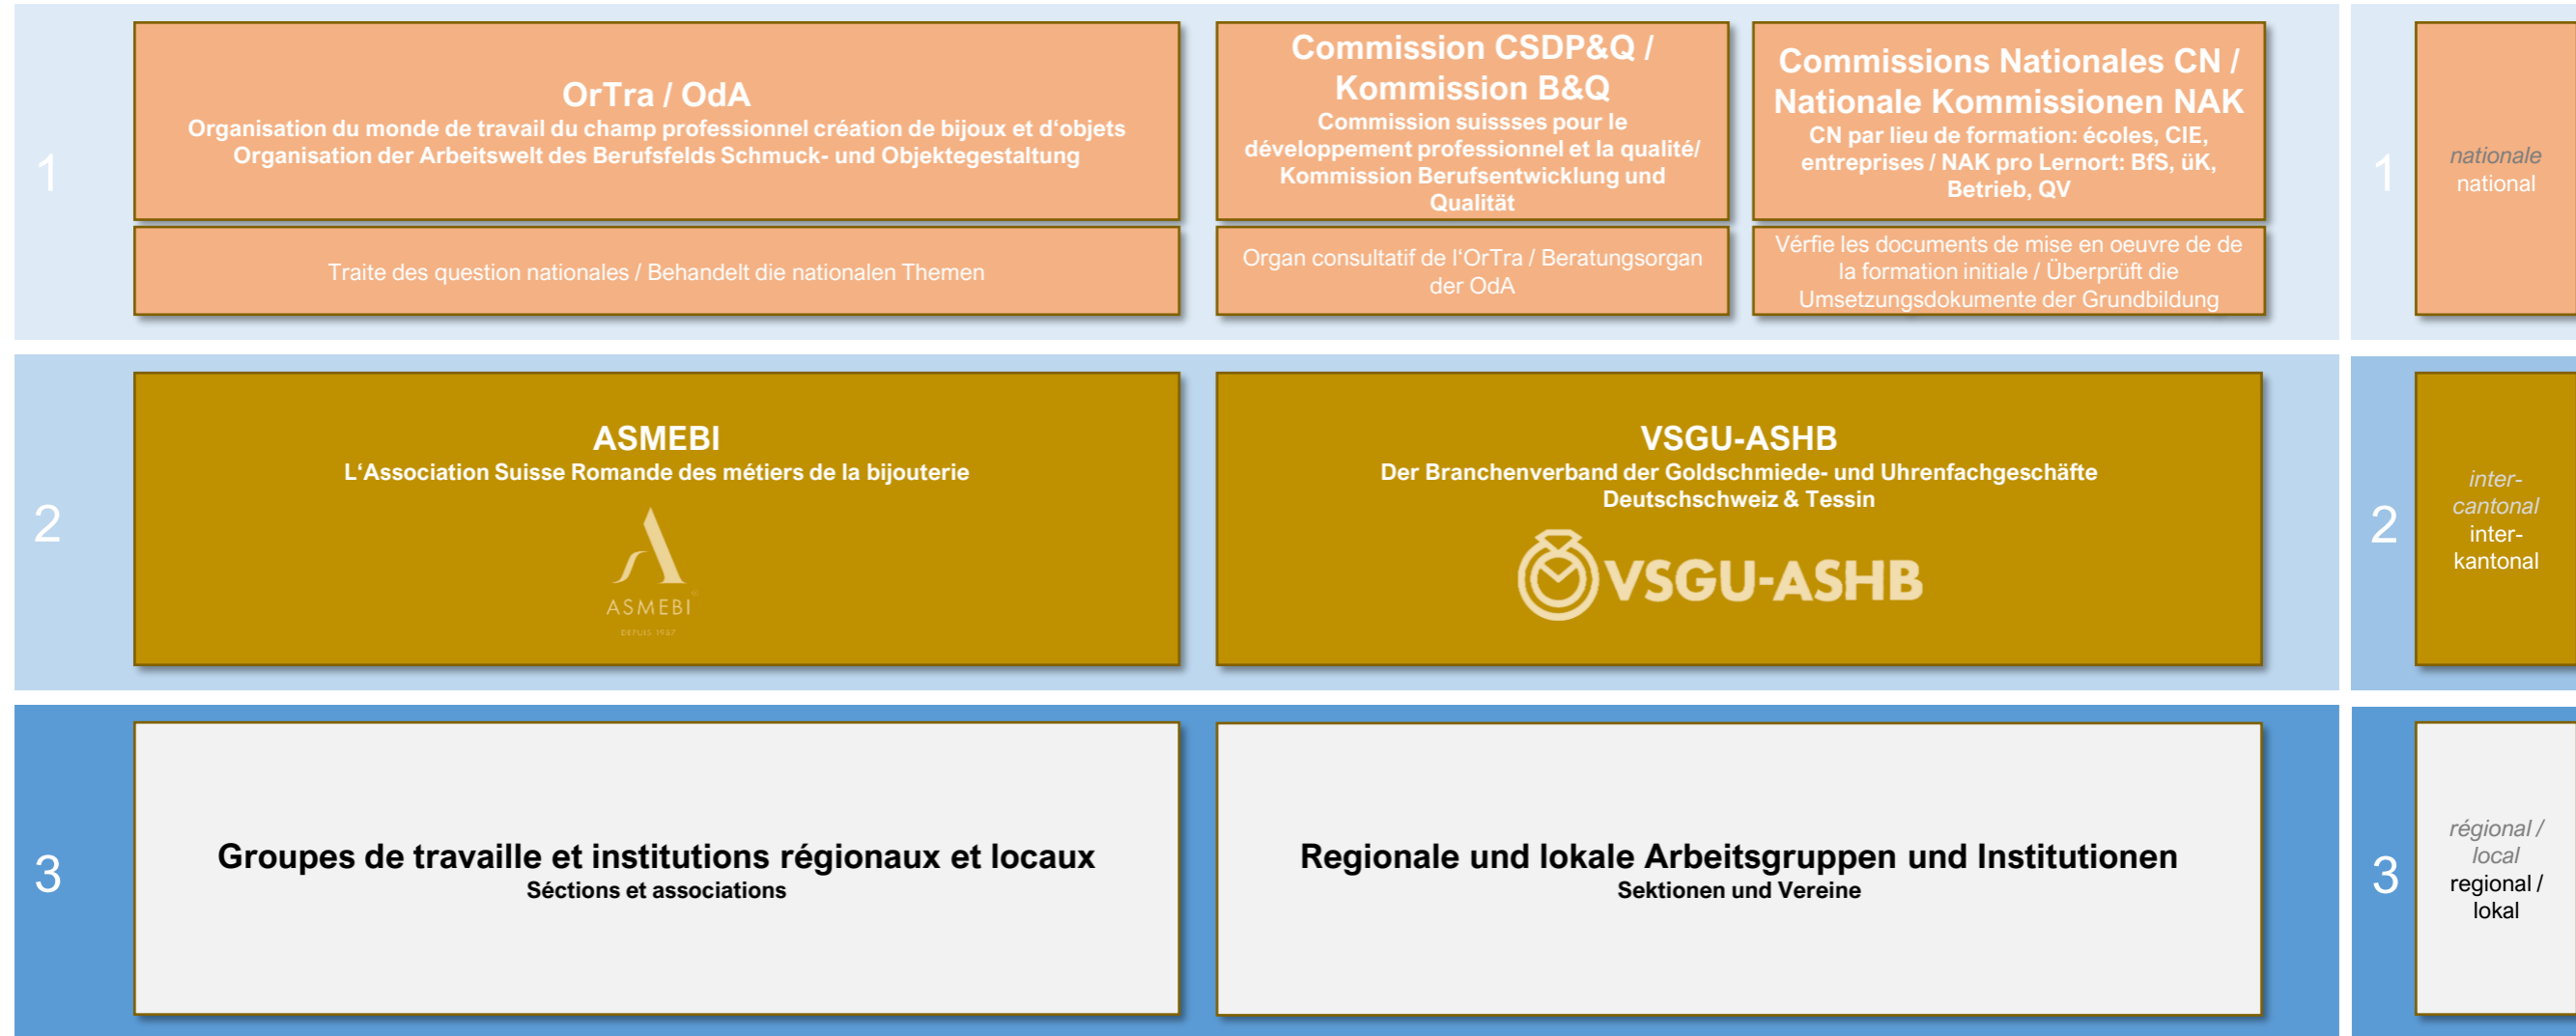 1
OrTra / OdA
Organisation du monde de travail du champ professionnel création de bijoux et d‘objets
Organisation der Arbeitswelt des Berufsfelds Schmuck- und Objektegestaltung
Traite des question nationales / Behandelt die nationalen Themen
Commission CSDP&Q /
Kommission B&Q
Commission suissses pour le
développement professionnel et la qualité/
Kommission Berufsentwicklung und
Qualität
Organ consultatif de l‘OrTra / Beratungsorgan
der OdA
Commissions Nationales CN /
Nationale Kommissionen NAK
CN par lieu de formation: écoles, CIE,
entreprises / NAK pro Lernort: BfS, üK,
Betrieb, QV
Vérfie les documents de mise en oeuvre de de
la formation initiale / Überprüft die
Umsetzungsdokumente der Grundbildung
1
nationale
national
2
ASMEBI
L‘Association Suisse Romande des métiers de la bijouterie
ASMEBI
DEPUIS 1987
VSGU-ASHB
Der Branchenverband der Goldschmiede- und Uhrenfachgeschäfte
Deutschschweiz & Tessin
VSGU-ASHB
2
inter-
cantonal
inter-
kantonal
3
Groupes de travaille et institutions régionaux et locaux
Séctions et associations
Regionale und lokale Arbeitsgruppen und Institutionen
Sektionen und Vereine
3
régional /
local
regional /
lokal